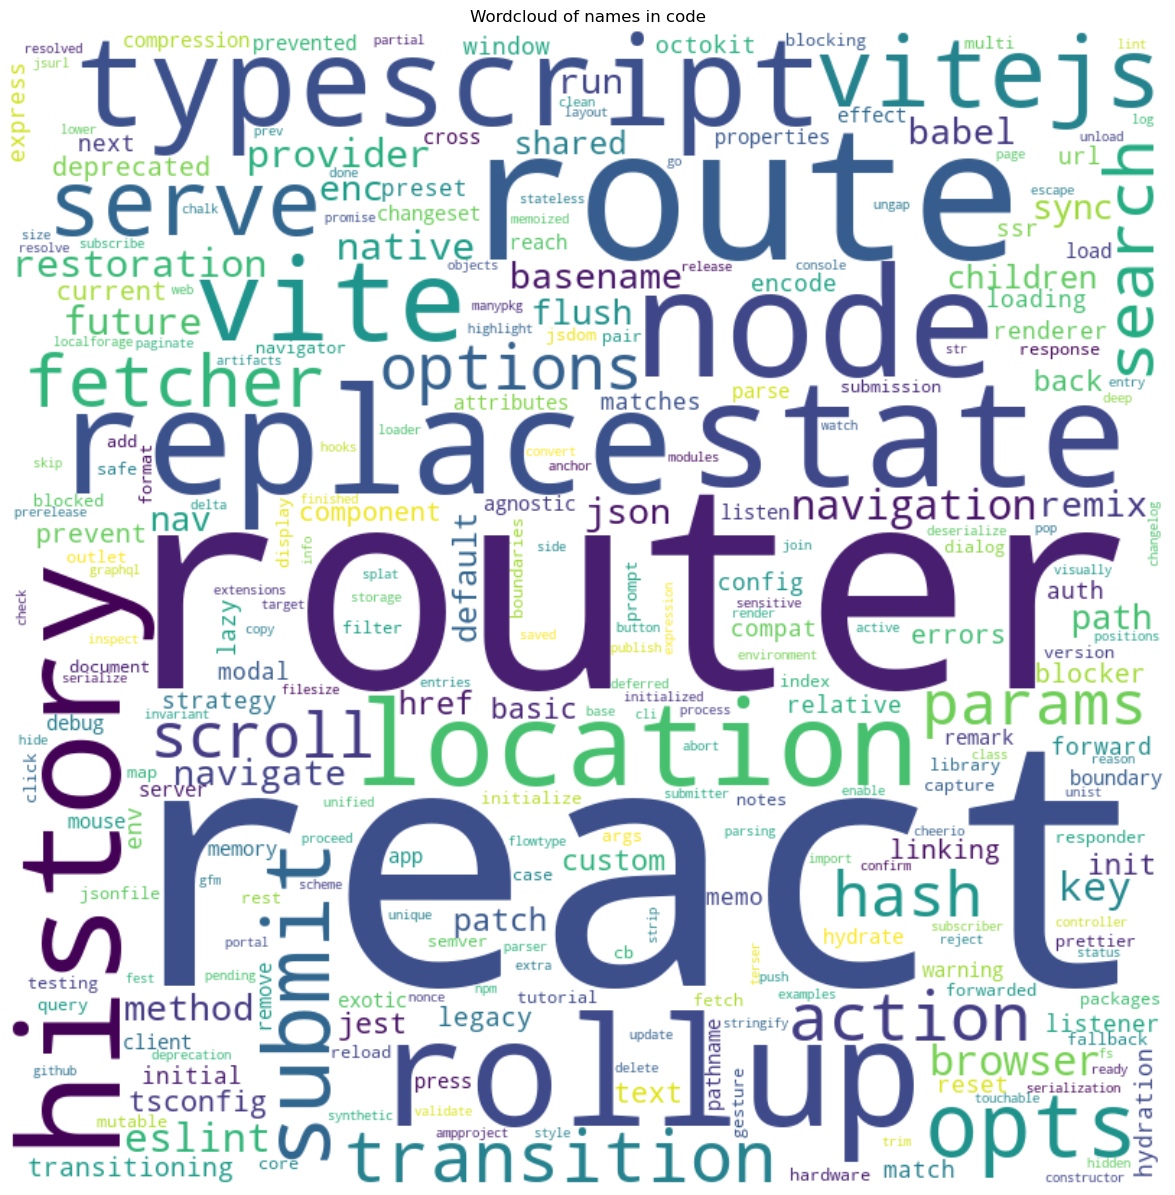 Wordcloud of names in code
resolved
compression
prevented
partial
window
octokit
blocking
multi
lint
jsurl
typescript
run
vitejs
express
clean
layout
effect
log
lower
next
prev
cross
shared
properties
babel
unload
deprecated
provider
done
route
go
page
url
search
serve
chalk
enc
preset
stateless
ungap
escape
sync
size
resolve
subscribe
promise
changeset
memoized
reach
ssr
load
restoration
native
objects
basename
release
console
children
current
web
vite
manypkg
encode
node
loading
future
flush
highlight
jsdom
pair
renderer
localforage
paginate
navigator
str
response
fetcher
artifacts
options
parse
submission
back
entry
deep
replace
attributes
matches
state
add
loader
hooks
convert
watch
skip
safe
format
anchor
modules
blocked
prerelease
delta
finished
agnostic
json
listen
navigation
remix
prevent
nav
display
component
default
boundaries
deserialize
pop
changelog
outlet
info
side
join
dialog
graphql
router
splat
prompt
config
visually
check
history
extensions
target
storage
saved
sensitive
auth
lazy
copy
filter
button
expression
render
compat
active
errors
path
positions
inspect
publish
environment
version
document
serialize
modal
entries
deferred
index
blocker
strategy
filesize
href
basic
initialized
relative
params
debug
invariant
scroll
location
base
cli
process
remark
forward
hide
click
abort
class
reason
map
navigate
library
boundary
server
unified
initialize
submitter
notes
enable
capture
unist
mouse
env
react
proceed
flowtype
args
parsing
cheerio
responder
memory
app
case
custom
import
linking
confirm
init
jsonfile
gfm
scheme
rest
submit
memo
hash
key
unique
patch
strip
subscriber
controller
portal
semver
parser
cb
hydrate
reject
prettier
status
testing
fest
pending
remove
extra
terser
push
warning
query
method
exotic
nonce
npm
tutorial
fetch
examples
forwarded
packages
jest
legacy
action
listener
client
rollup
update
stringify
fallback
deprecation
reload
pathname
browser
fs
github
initial
press
delete
ready
hydration
tsconfig
text
gesture
reset
serialization
mutable
synthetic
validate
touchable
eslint
ampproject
style
trim
opts
transitioning
core
transition
hardware
match
hidden
constructor